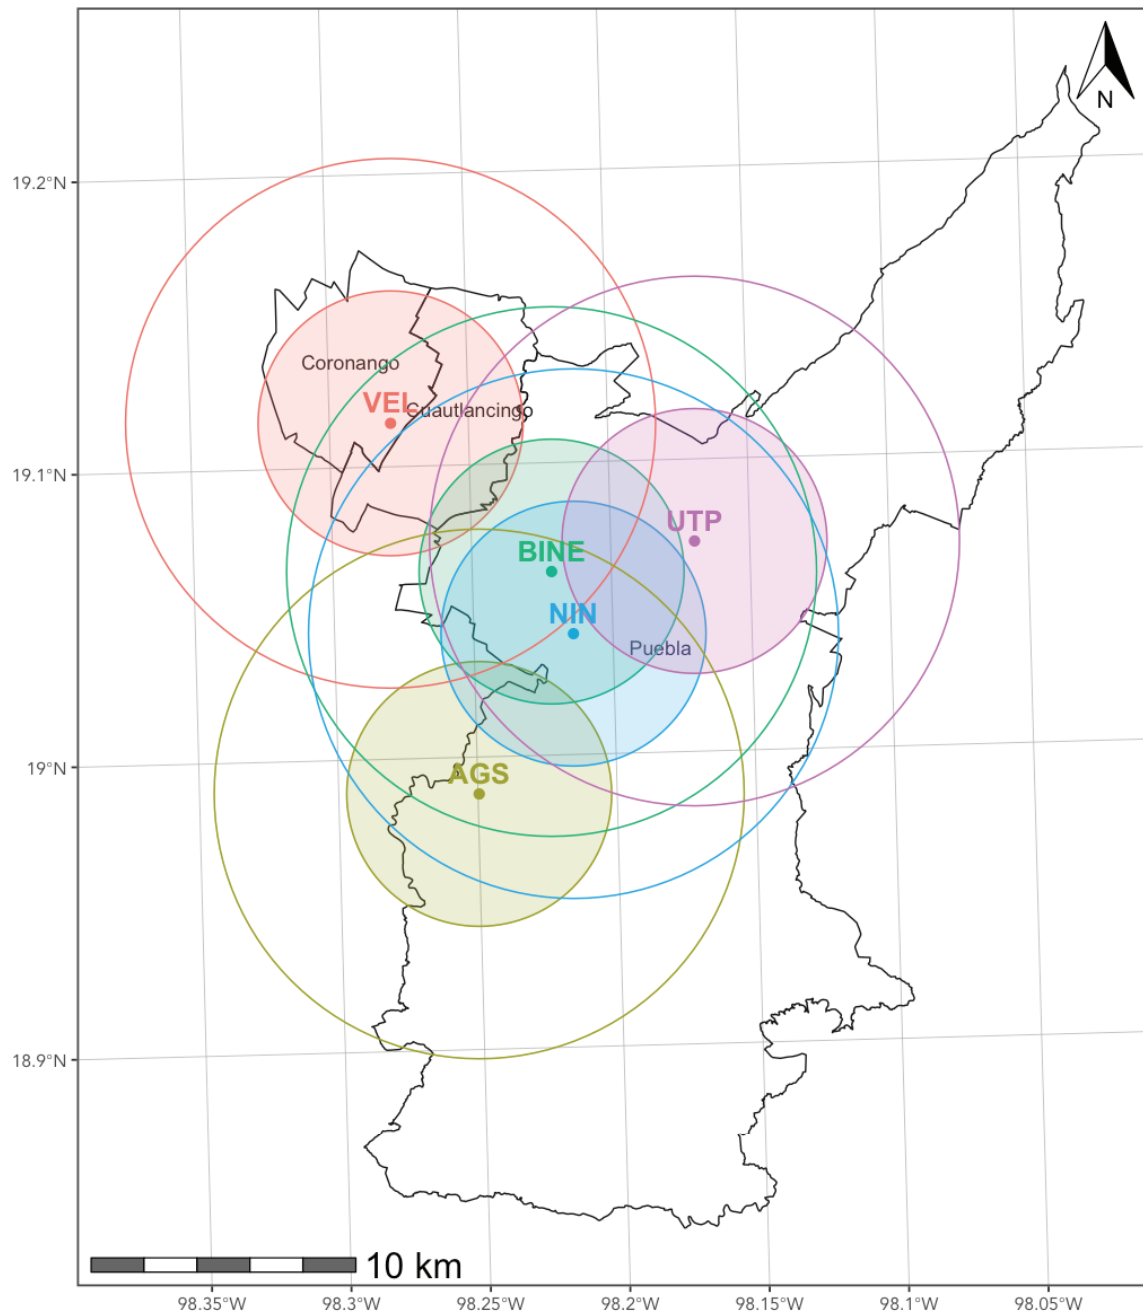 N
19.2°N
Coronango
VEL
Cuautlancingo
19.1°N
UTP
BINE
NIN
Puebla
19°N
AGS
18.9°N
10 km
98.35°W 98.3°W 98.25°W 98.2°W 98.15°W 98.1°W 98.05°W